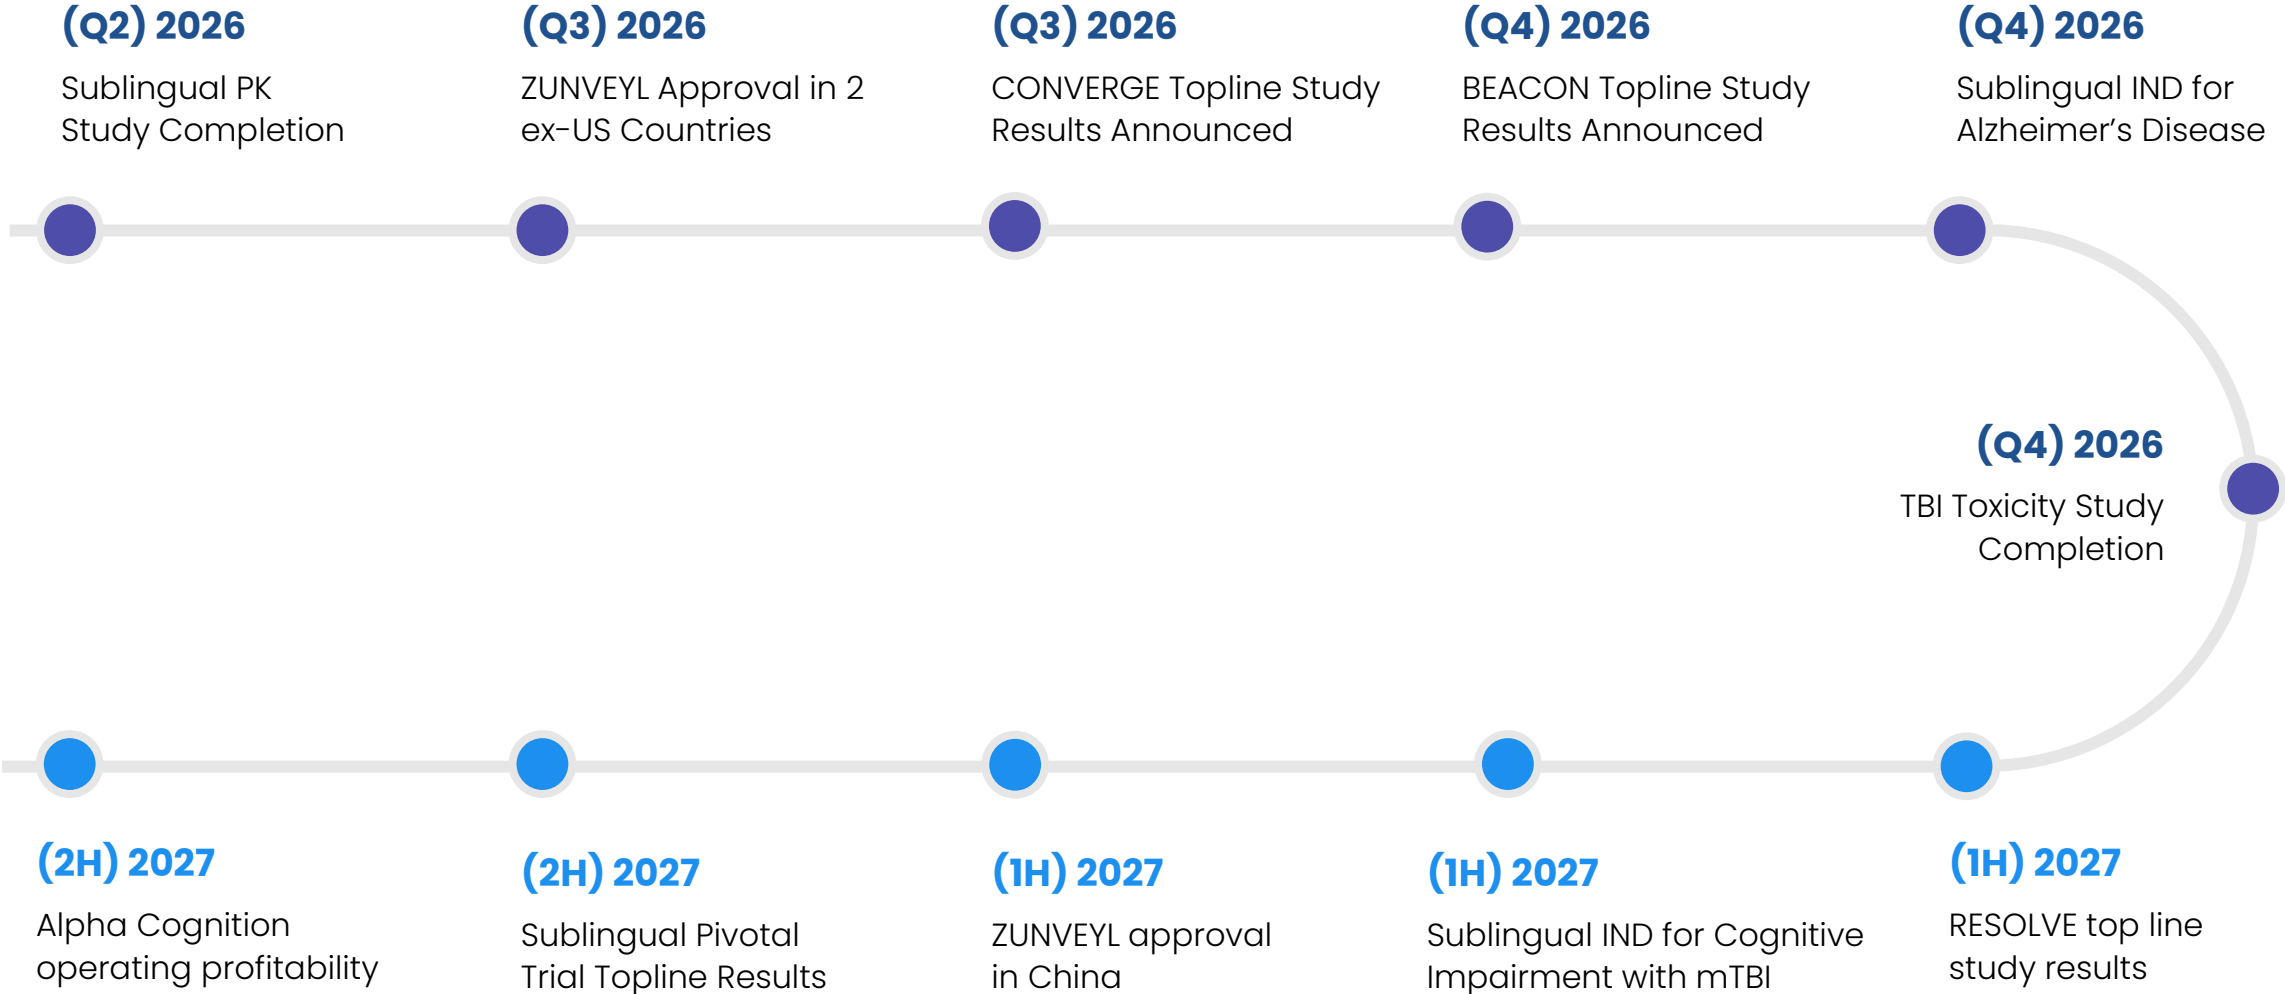 (Q2) 2026
Sublingual PK
Study Completion
(Q3) 2026
ZUNVEYL Approval in 2
ex-US Countries
(Q3) 2026
CONVERGE Topline Study
Results Announced
(Q4) 2026
BEACON Topline Study
Results Announced
(Q4) 2026
Sublingual IND for
Alzheimer’s Disease
(Q4) 2026
TBI Toxicity Study
Completion
(1H) 2027
RESOLVE top line
study results
(1H) 2027
Sublingual IND for Cognitive
Impairment with mTBI
(1H) 2027
ZUNVEYL approval
in China
(2H) 2027
Sublingual Pivotal
Trial Topline Results
(2H) 2027
Alpha Cognition
operating profitability